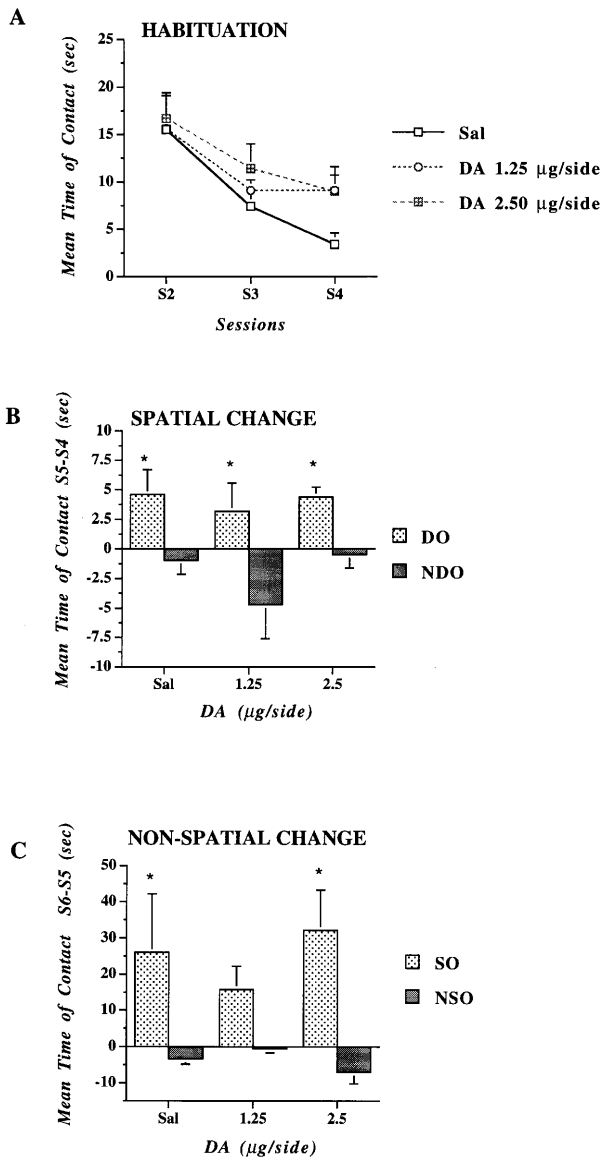 A
HABITUATION
Mean Time of Contact (sec)
25
20
15
10
5
0
S2 S3 S4
Sessions
Sal
DA 1.25 µg/side
DA 2.50 µg/side
B
SPATIAL CHANGE
Mean Time of Contact S5-S4 (sec)
10
7.5
5
2.5
0
-2.5
-5
-7.5
-10
* * *
Sal 1.25 2.5
DA (µg/side)
DO
NDO
C
NON-SPATIAL CHANGE
Mean Time of Contact S6-S5 (sec)
50
40
30
20
10
0
-10
* *
Sal 1.25 2.5
DA (µg/side)
SO
NSO